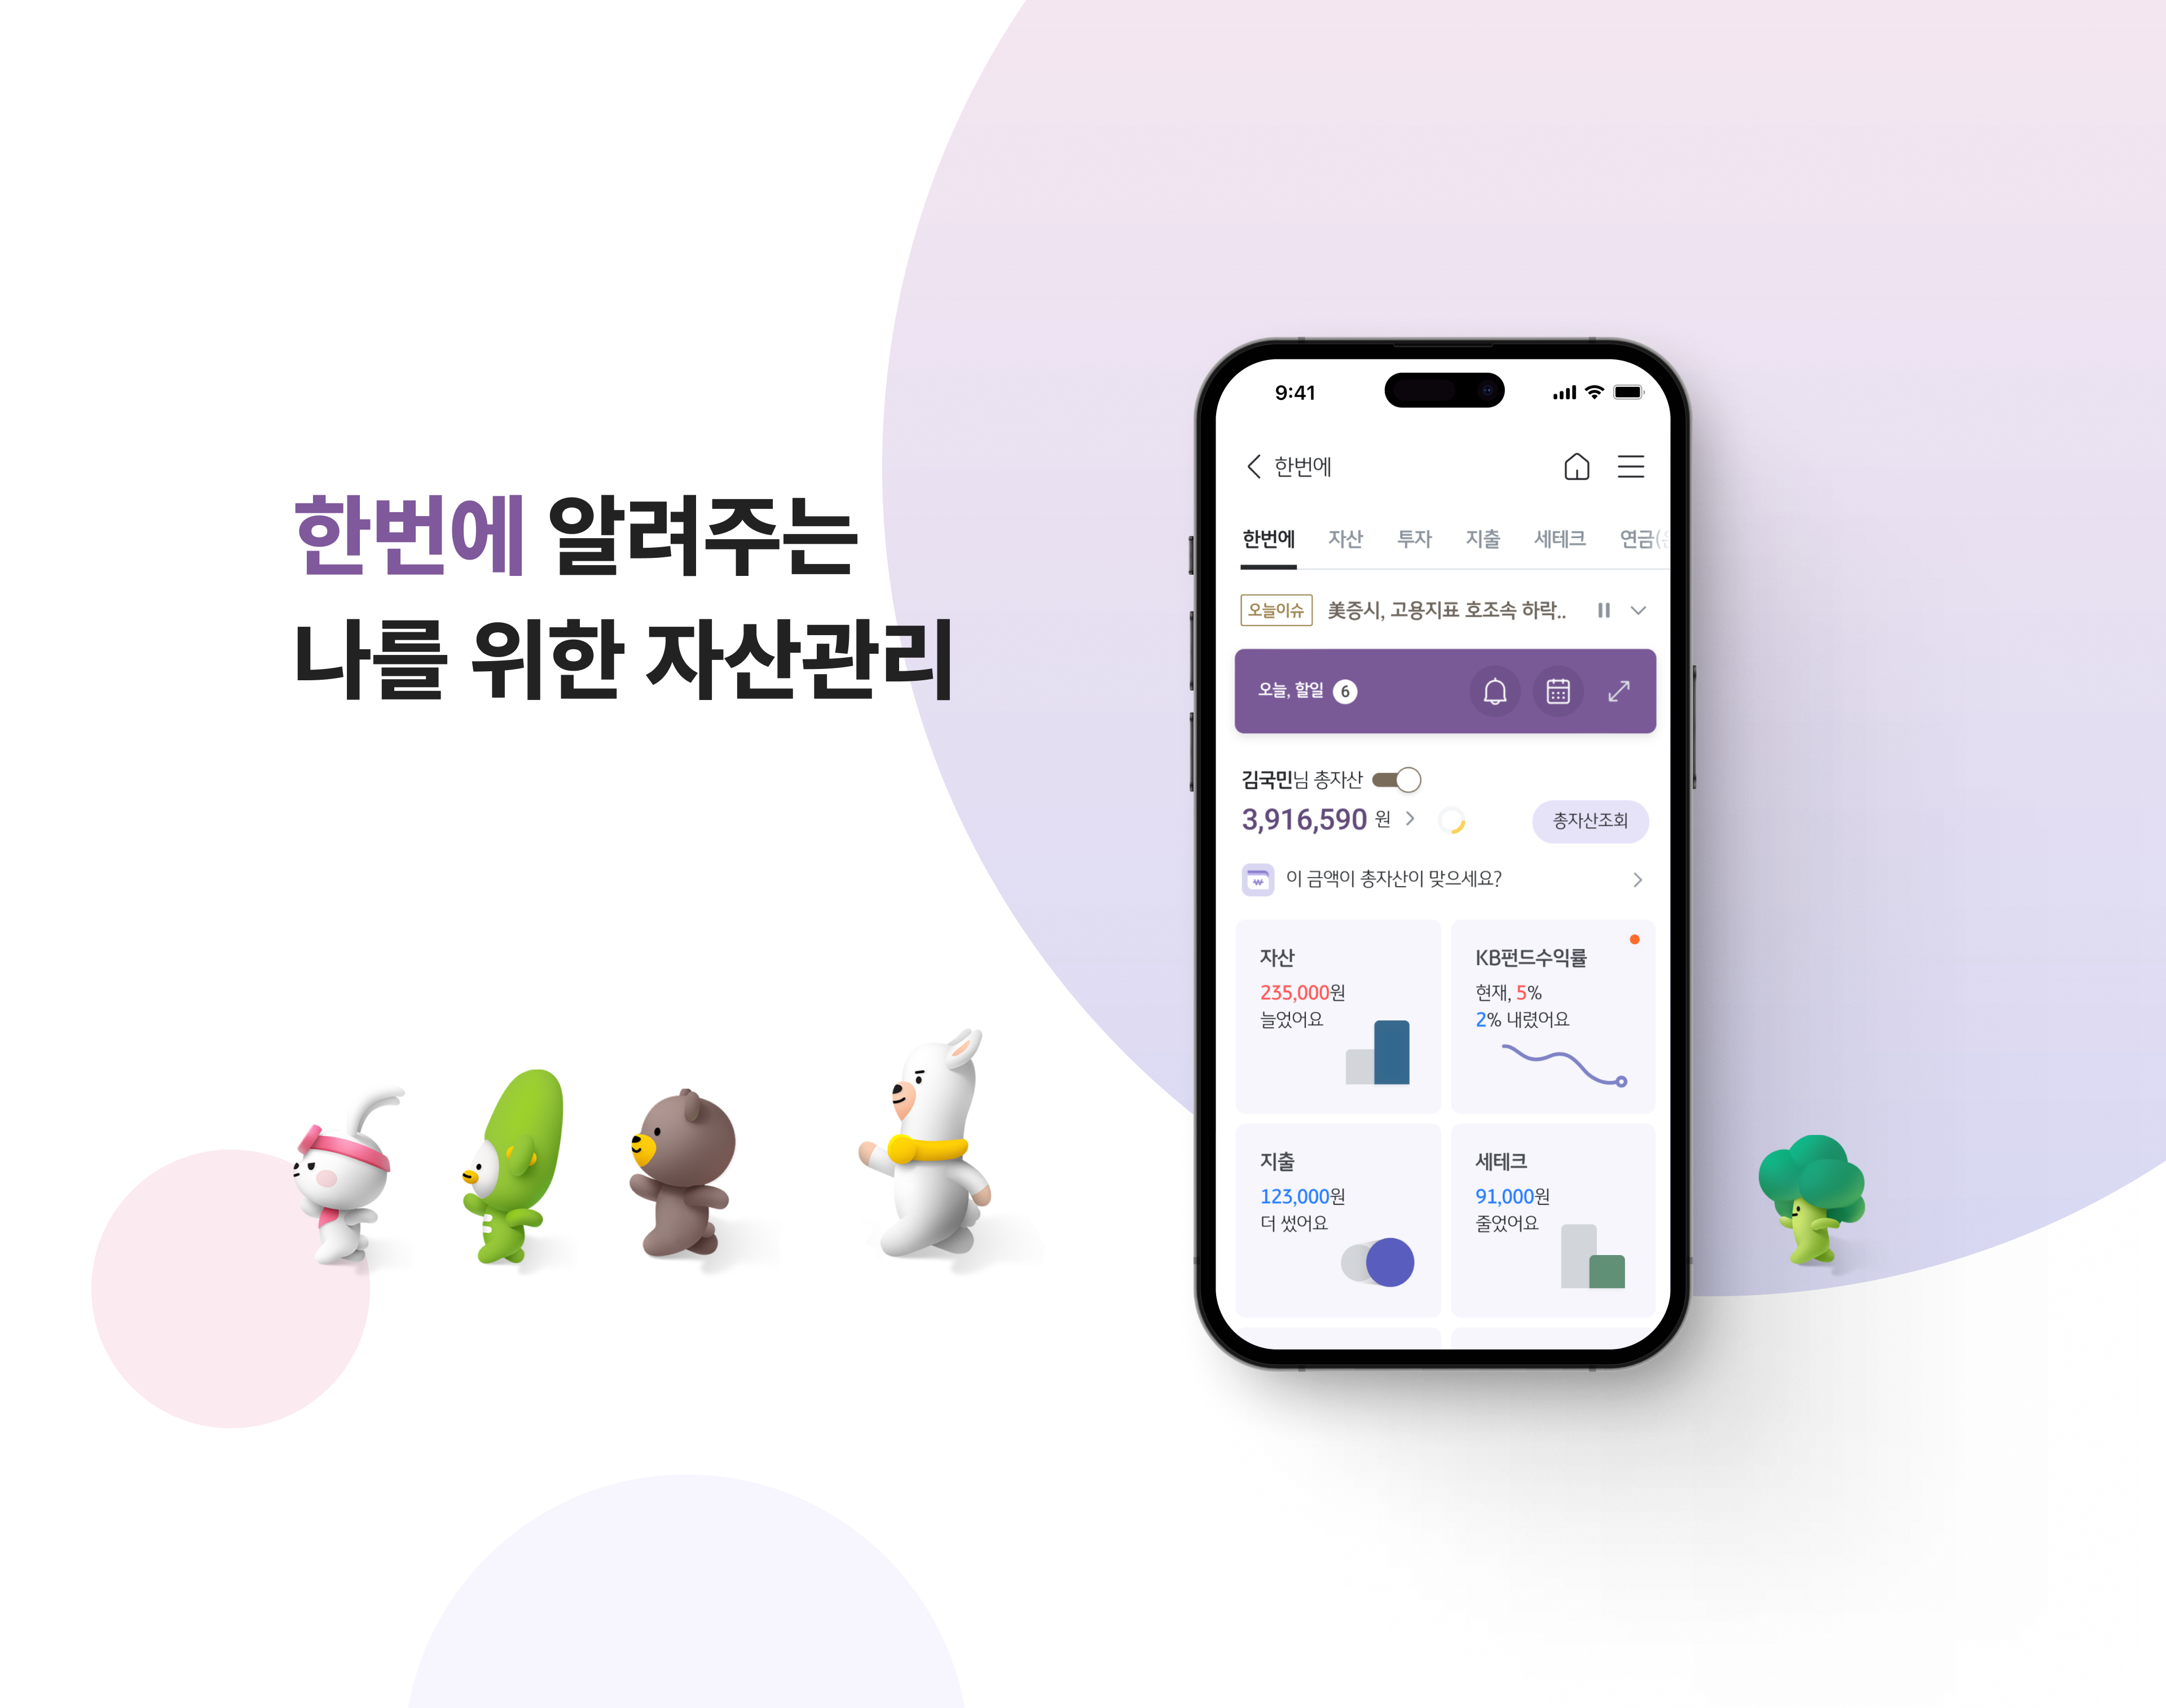 한번에 알려주는
나를 위한 자산관리
9:41
한번에
한번에 자산 투자 지출 세테크 연금(
오늘이슈 美증시, 고용지표 호조속 하락..
오늘, 할일 6
김국민님 총자산
3,916,590 원
총자산조회
이 금액이 총자산이 맞으세요?
자산
235,000원
늘었어요
KB펀드수익률
현재, 5%
2% 내렸어요
지출
123,000원
더 썼어요
세테크
91,000원
줄었어요